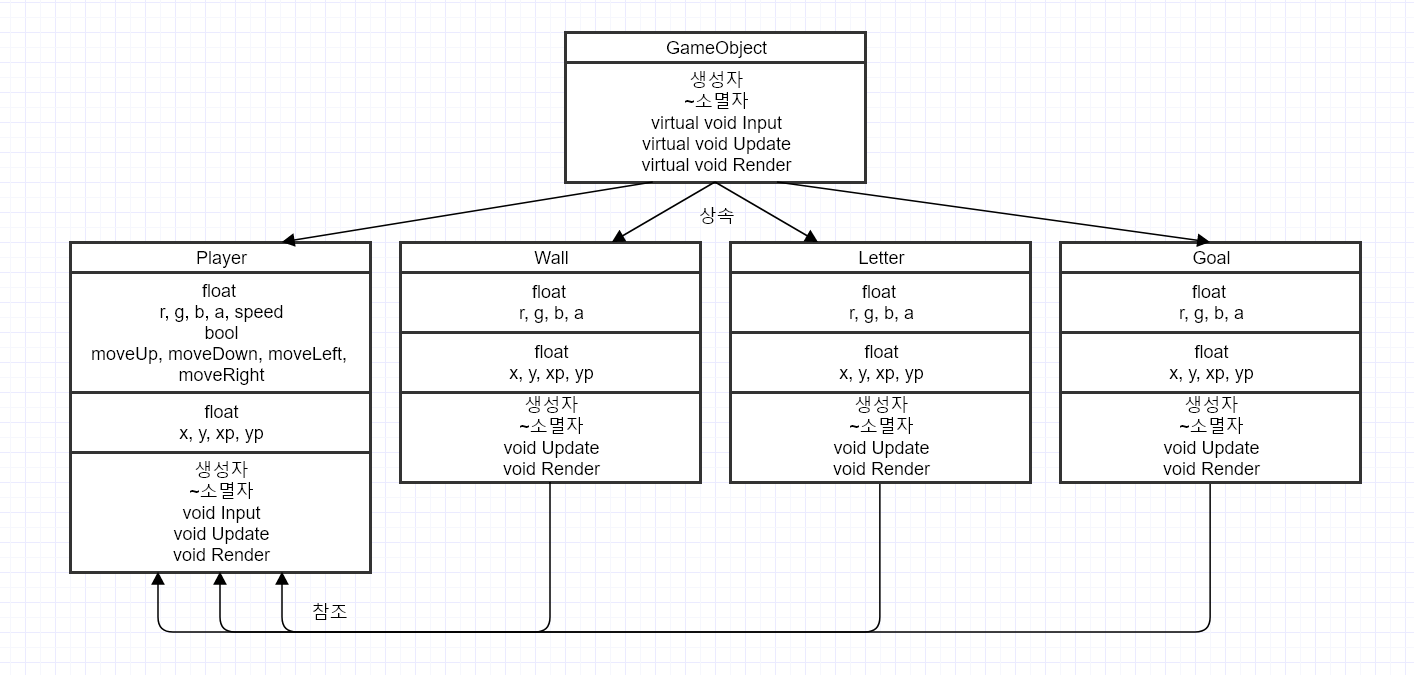 GameObject
생성자
~소멸자
virtual void Input
virtual void Update
virtual void Render
상속
Player
float
r, g, b, a, speed
bool
moveUp, moveDown, moveLeft,
moveRight
float
x, y, xp, yp
생성자
~소멸자
void Input
void Update
void Render
Wall
float
r, g, b, a
float
x, y, xp, yp
생성자
~소멸자
void Update
void Render
Letter
float
r, g, b, a
float
x, y, xp, yp
생성자
~소멸자
void Update
void Render
Goal
float
r, g, b, a
float
x, y, xp, yp
생성자
~소멸자
void Update
void Render
참조